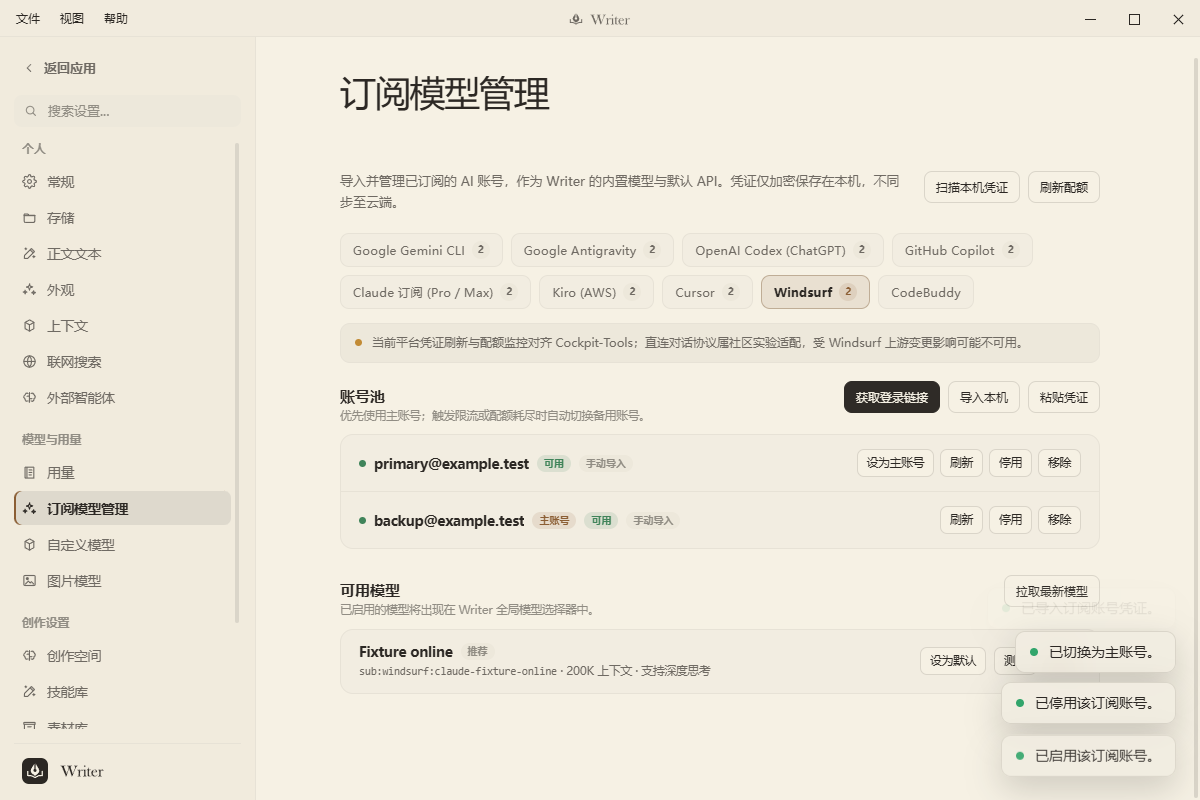 文件 视图 帮助
Writer
返回应用
搜索设置...
个人
常规
存储
正文文本
外观
上下文
联网搜索
外部智能体
模型与用量
用量
订阅模型管理
自定义模型
图片模型
创作设置
创作空间
技能库
素材库
Writer
订阅模型管理
导入并管理已订阅的 AI 账号，作为 Writer 的内置模型与默认 API。凭证仅加密保存在本机，不同
步至云端。
扫描本机凭证 刷新配额
Google Gemini CLI 2 Google Antigravity 2 OpenAI Codex (ChatGPT) 2 GitHub Copilot 2
Claude 订阅 (Pro / Max) 2 Kiro (AWS) 2 Cursor 2 Windsurf 2 CodeBuddy
当前平台凭证刷新与配额监控对齐 Cockpit-Tools；直连对话协议属社区实验适配，受 Windsurf 上游变更影响可能不可用。
账号池
优先使用主账号；触发限流或配额耗尽时自动切换备用账号。
获取登录链接 导入本机 粘贴凭证
primary@example.test 可用 手动导入 设为主账号 刷新 停用 移除
backup@example.test 主账号 可用 手动导入 刷新 停用 移除
可用模型
已启用的模型将出现在 Writer 全局模型选择器中。
拉取最新模型
已导入订阅账号凭证。
Fixture online 推荐
sub:windsurf:claude-fixture-online · 200K 上下文 · 支持深度思考
设为默认 测
已切换为主账号。
已停用该订阅账号。
已启用该订阅账号。